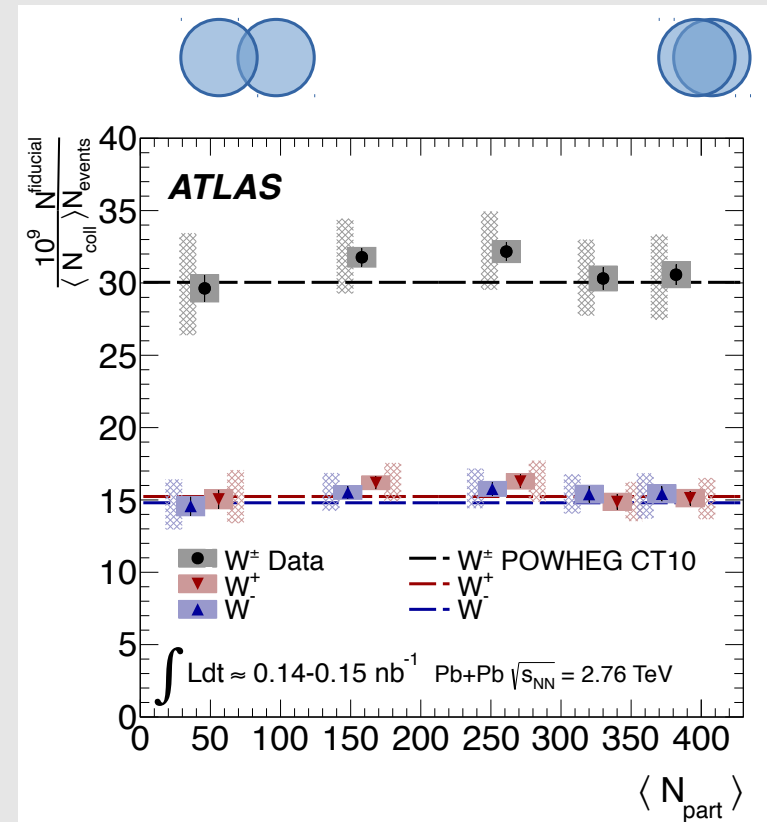 10⁹ N^fiducial
⟨ N_coll ⟩ N_events
40
35
30
25
20
15
10
5
0
ATLAS
W± Data
W⁺
W⁻
W± POWHEG CT10
W⁺
W⁻
∫ Ldt ≈ 0.14-0.15 nb⁻¹ Pb+Pb √s_NN = 2.76 TeV
0 50 100 150 200 250 300 350 400
⟨ N_part ⟩